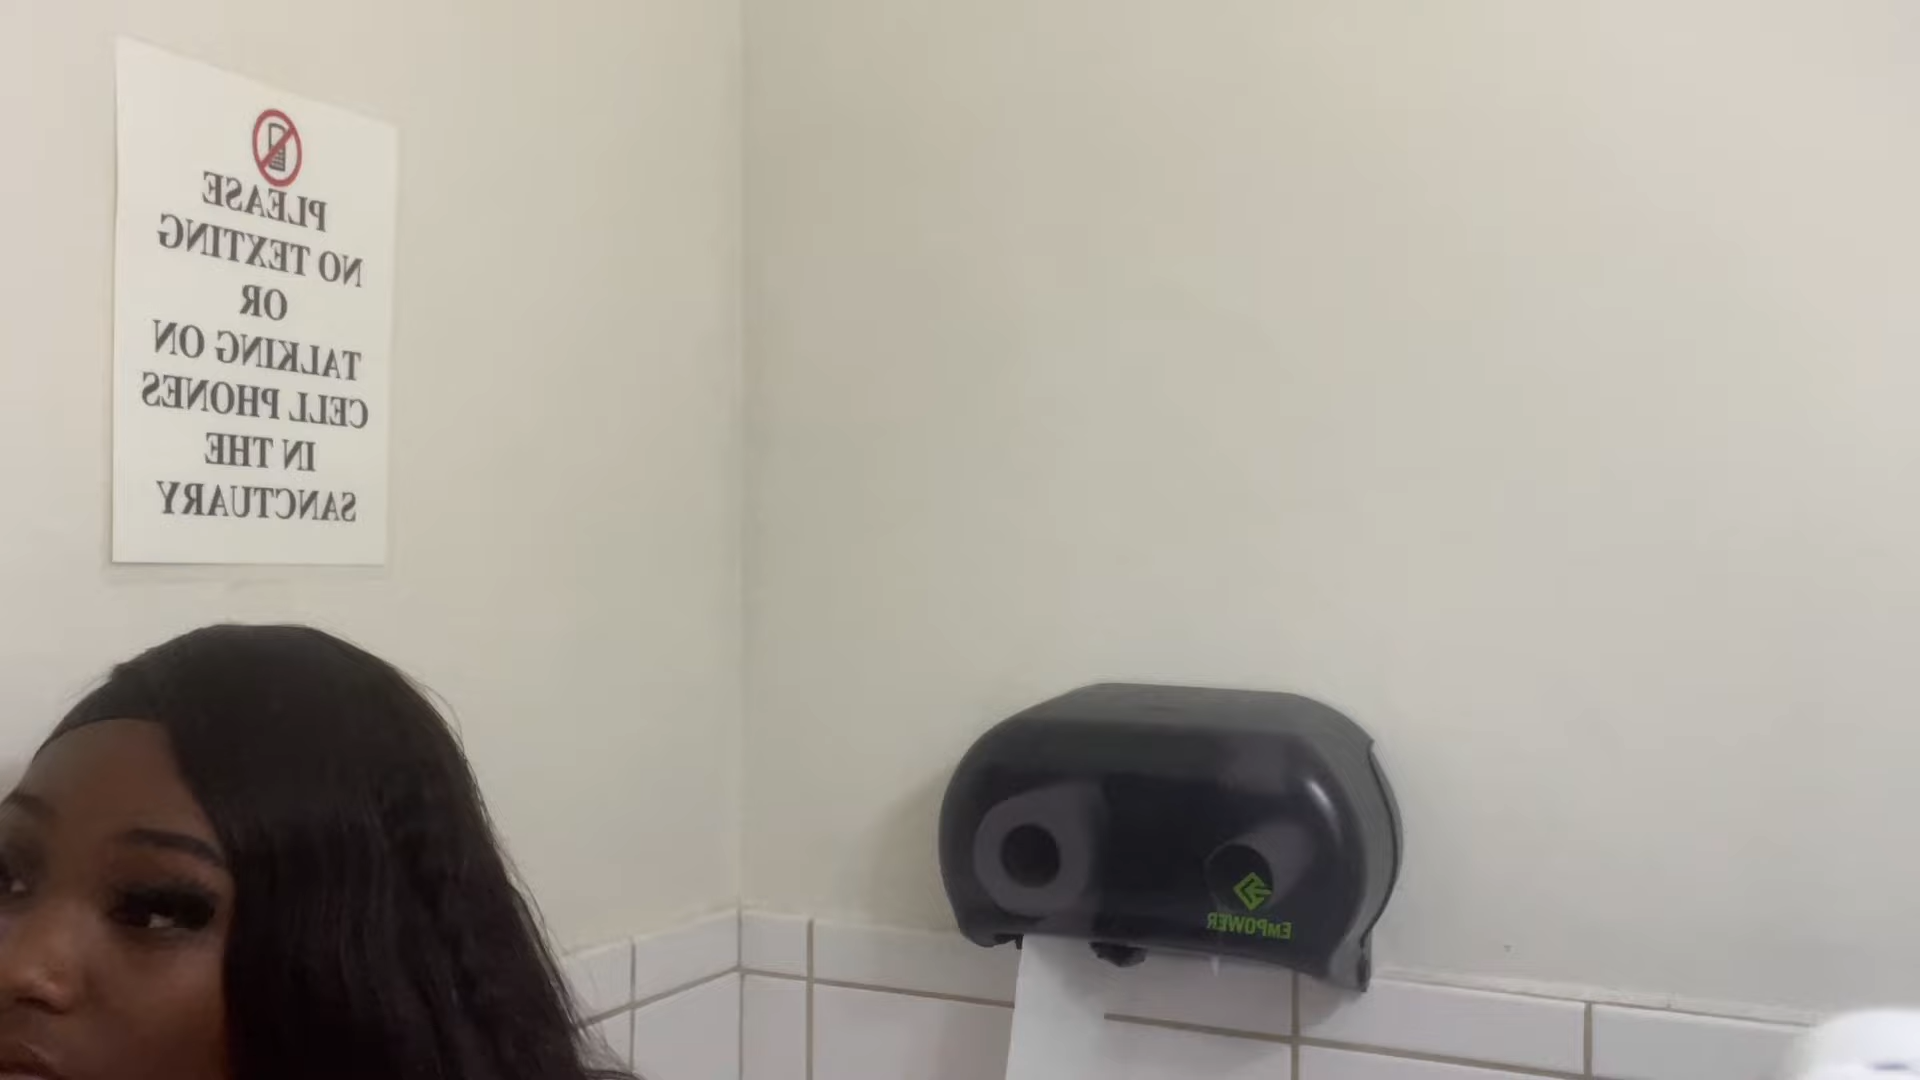 PLEASE
NO TEXTING
OR
TALKING ON
CELL PHONES
IN THE
SANCTUARY
EMPOWER